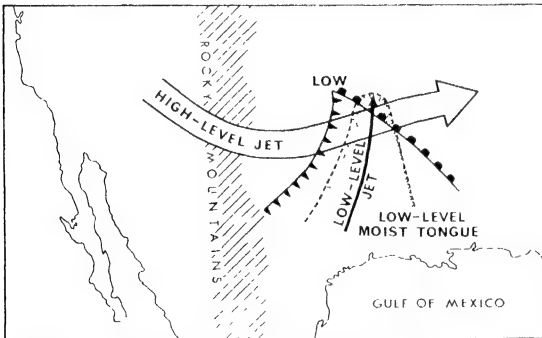 ROCKY MOUNTAINS
LOW
HIGH-LEVEL JET
LOW-LEVEL
JET
LOW-LEVEL
MOIST TONGUE
GULF OF MEXICO